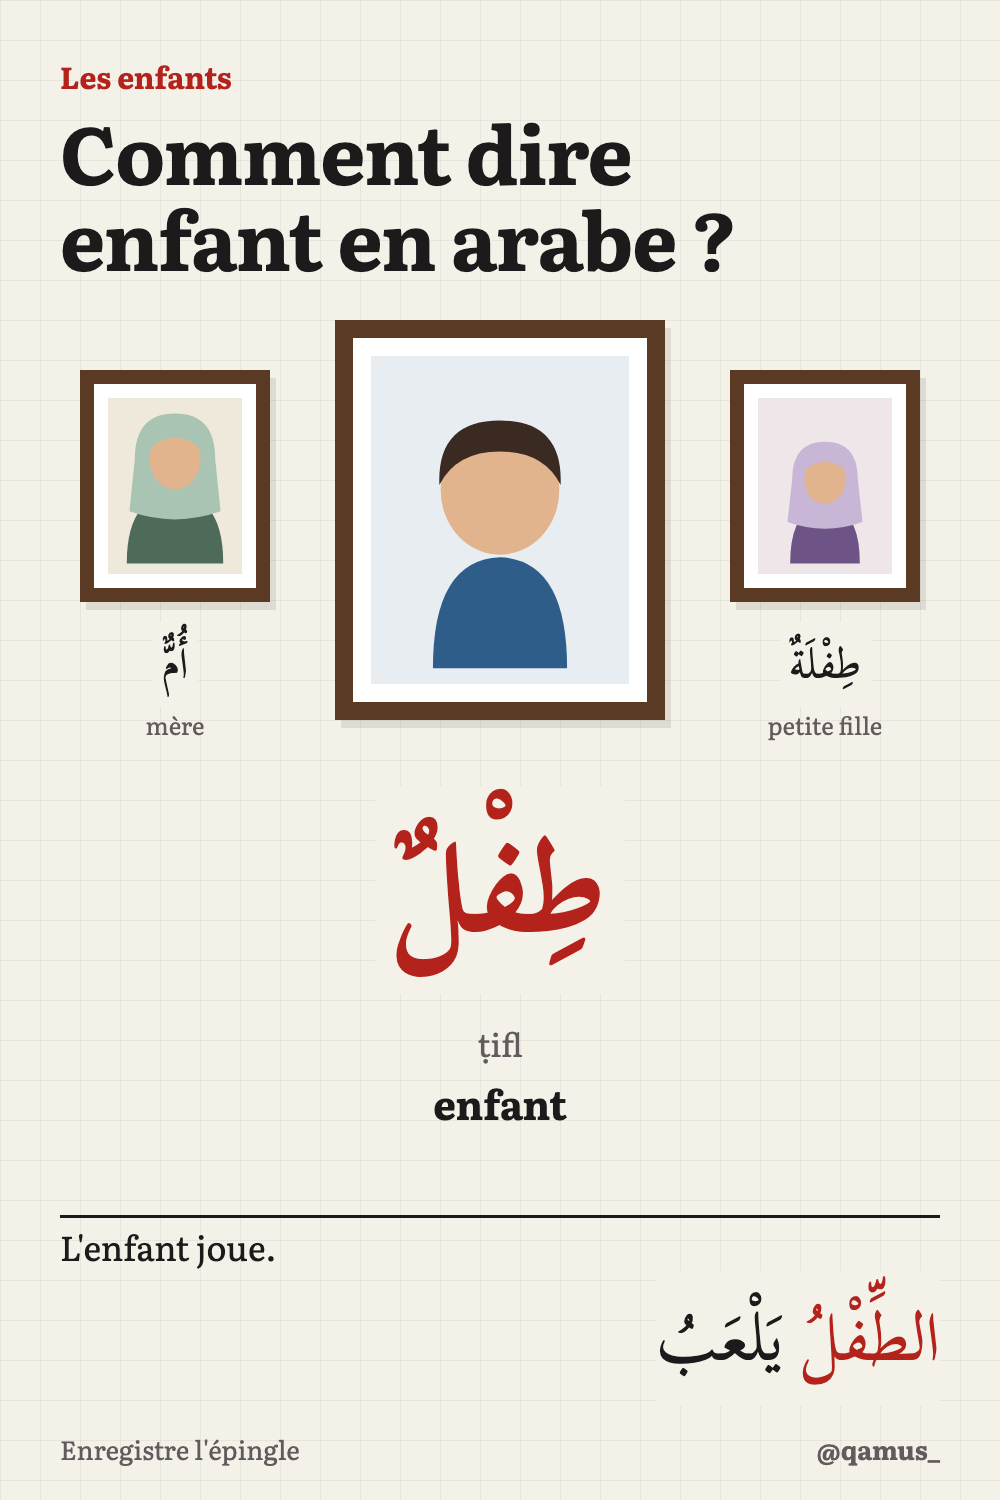 Les enfants
Comment dire
enfant en arabe ?
أُمٌّ
mère
طِفْلَةٌ
petite fille
طِفْلٌ
ṭifl
enfant
L'enfant joue.
الطِّفْلُ يَلْعَبُ
Enregistre l'épingle
@qamus_